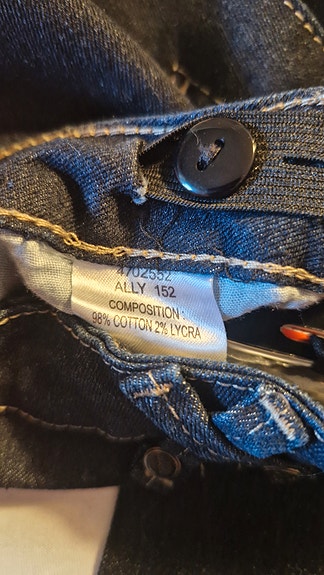 4702552
ALLY 152
COMPOSITION :
98% COTTON 2% LYCRA